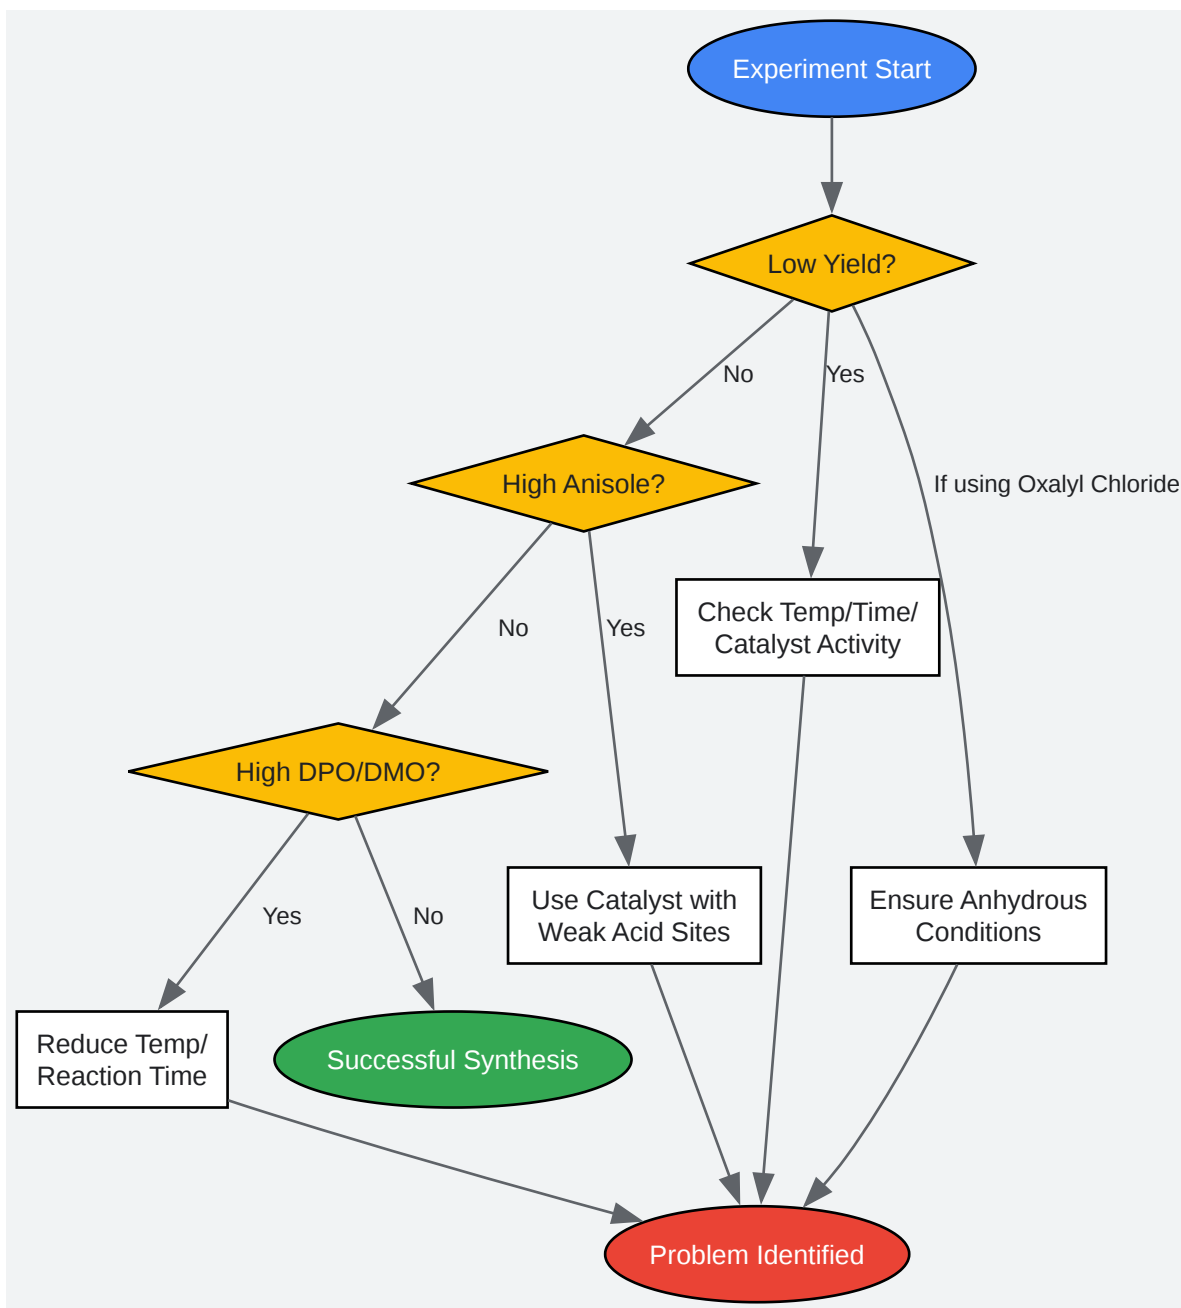 Experiment Start
Low Yield?
No
Yes
High Anisole?
If using Oxalyl Chloride
Check Temp/Time/
Catalyst Activity
No
Yes
High DPO/DMO?
Use Catalyst with
Weak Acid Sites
Ensure Anhydrous
Conditions
Yes
No
Reduce Temp/
Reaction Time
Successful Synthesis
Problem Identified